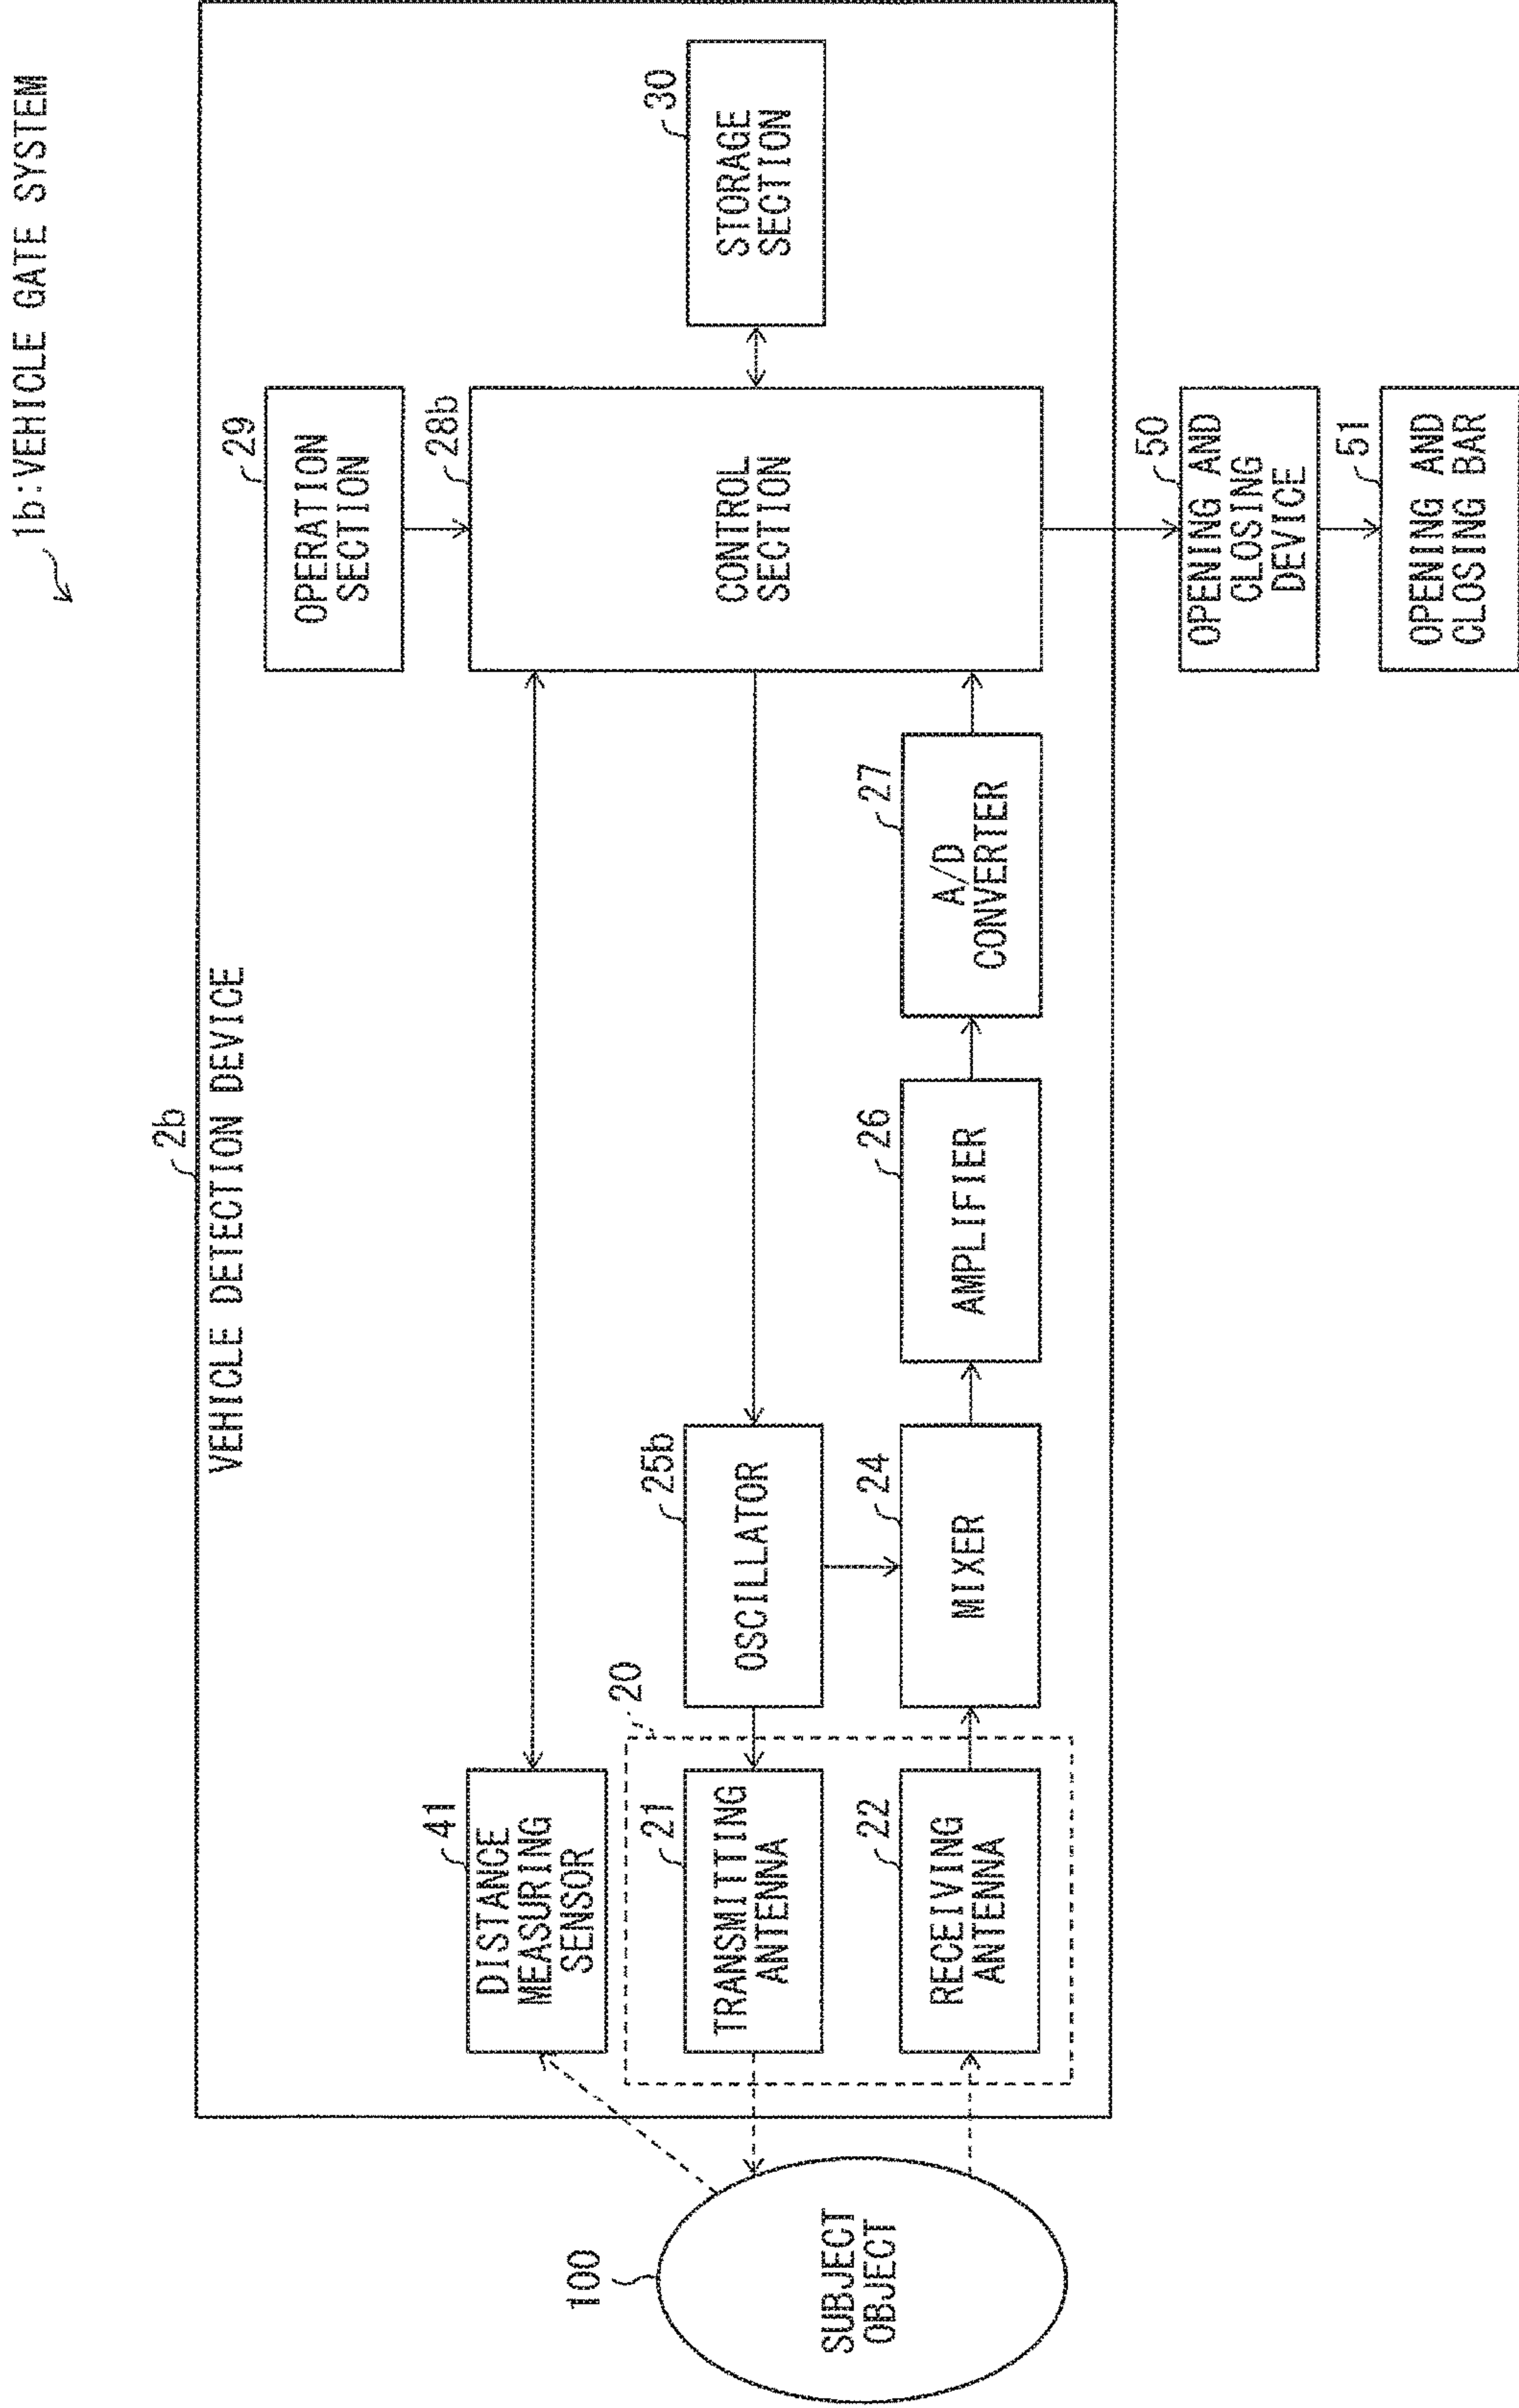 1b:VEHICLE GATE SYSTEM
2b
VEHICLE DETECTION DEVICE
29
OPERATION
SECTION
41
DISTANCE
MEASURING
SENSOR
28b
CONTROL
SECTION
30
STORAGE
SECTION
20
100
SUBJECT
OBJECT
21
TRANSMITTING
ANTENNA
25b
OSCILLATOR
22
RECEIVING
ANTENNA
24
MIXER
26
AMPLIFIER
27
A/D
CONVERTER
50
OPENING AND
CLOSING
DEVICE
51
OPENING AND
CLOSING BAR